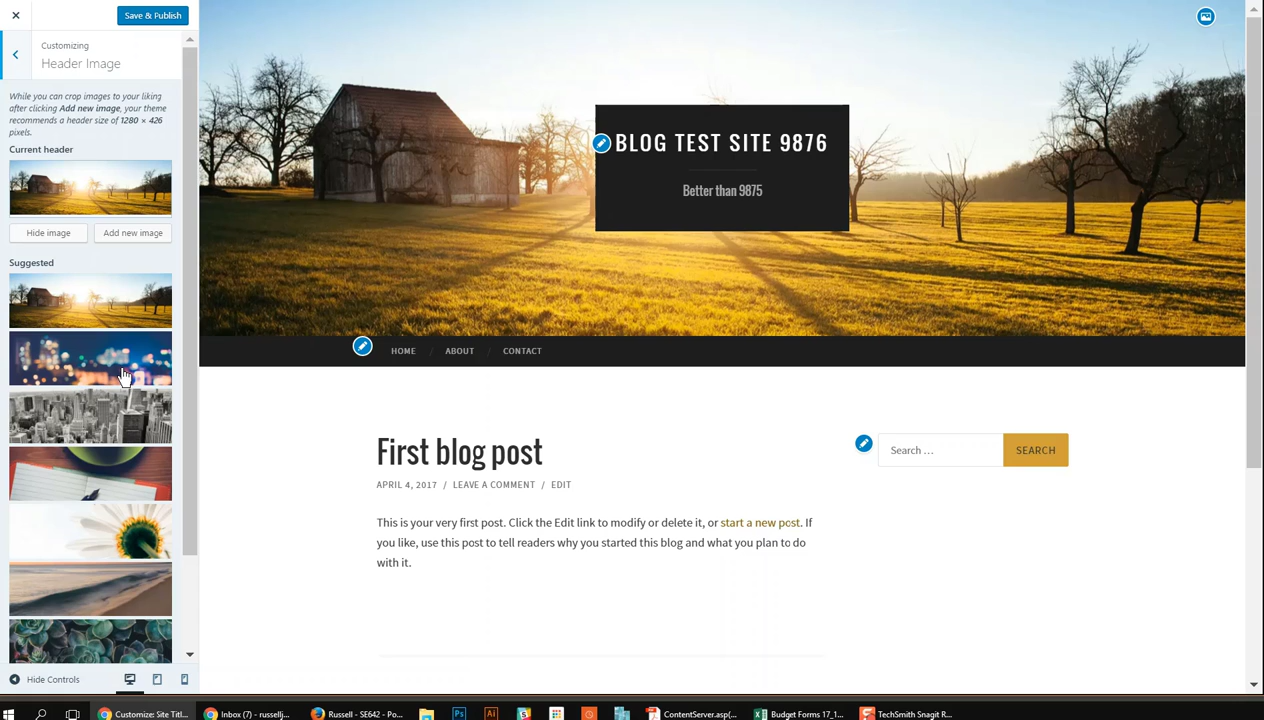 Save & Publish
Customizing
Header Image
While you can crop images to your liking
after clicking Add new image, your theme
recommends a header size of 1280 × 426
pixels.
Current header
Hide image
Add new image
Suggested
Hide Controls
BLOG TEST SITE 9876
Better than 9875
HOME / ABOUT / CONTACT
First blog post
APRIL 4, 2017 / LEAVE A COMMENT / EDIT
This is your very first post. Click the Edit link to modify or delete it, or start a new post. If
you like, use this post to tell readers why you started this blog and what you plan to do
with it.
Search ...
SEARCH
Customize: Site Titl...
Inbox (7) - russellj...
Russell - SE642 - Po...
Ps
Ai
ContentServer.asp(...
Budget Forms 17_1...
TechSmith Snagit R...